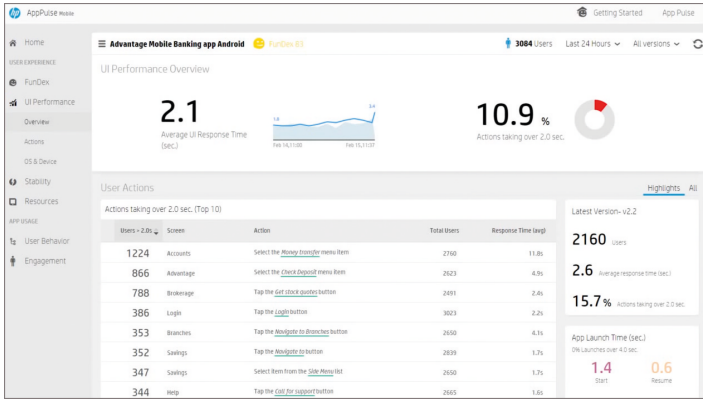 hp AppPulse Mobile
Getting Started App Pulse
Home
USER EXPERIENCE
FunDex
UI Performance
Overview
Actions
OS & Device
Stability
Resources
APP USAGE
User Behavior
Engagement
Advantage Mobile Banking app Android FunDex 63 3084 Users Last 24 Hours All versions
UI Performance Overview
2.1
Average UI Response Time
(sec.)
1.9
3.4
Feb 14,11:00 Feb 15,11:37
10.9 %
Actions taking over 2.0 sec.
User Actions Highlights All
Actions taking over 2.0 sec. (Top 10)
Users > 2.0s Screen Action Total Users Response Time (avg)
1224 Accounts Select the Money transfer menu item 2760 11.8s
866 Advantage Select the Check Deposit menu item 2623 4.9s
788 Brokerage Tap the Get stock quotes button 2491 2.4s
386 Login Tap the Login button 3023 2.2s
353 Branches Tap the Navigate to Branches button 2650 4.1s
352 Savings Tap the Navigate to button 2839 1.7s
347 Savings Select item from the Side Menu list 2650 1.7s
344 Help Tap the Call for support button 2665 1.6s
Latest Version- v2.2
2160 users
2.6 Average response time (sec.)
15.7% Actions taking over 2.0 sec.
App Launch Time (sec.)
0% Launches over 4.0 sec
1.4 0.6
Start Resume